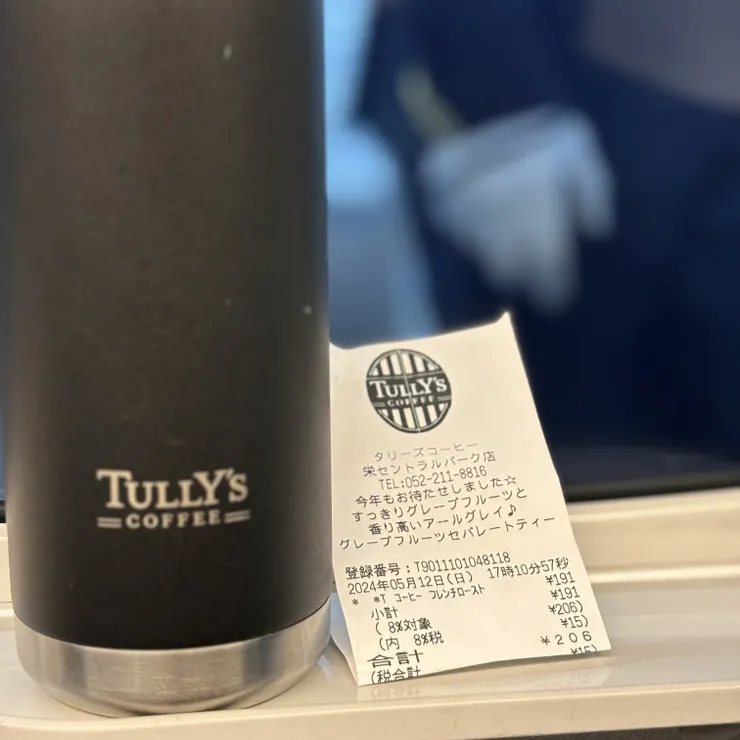 TULLY'S
COFFEE
TULLY'S
COFFEE
タリーズコーヒー
栄セントラルパーク店
TEL:052-211-8816
今年もお待たせしました☆
すっきりグレープフルーツと
香り高いアールグレイ♪
グレープフルーツセパレートティー
登録番号:T9011101048118
2024年05月12日(日) 17時10分57秒
* *T コーヒー フレンチロースト ¥191
小計 ¥191
( 8%対象 ¥206)
(内 8%税 ¥15)
合計 ¥206
(税合計 ¥15)